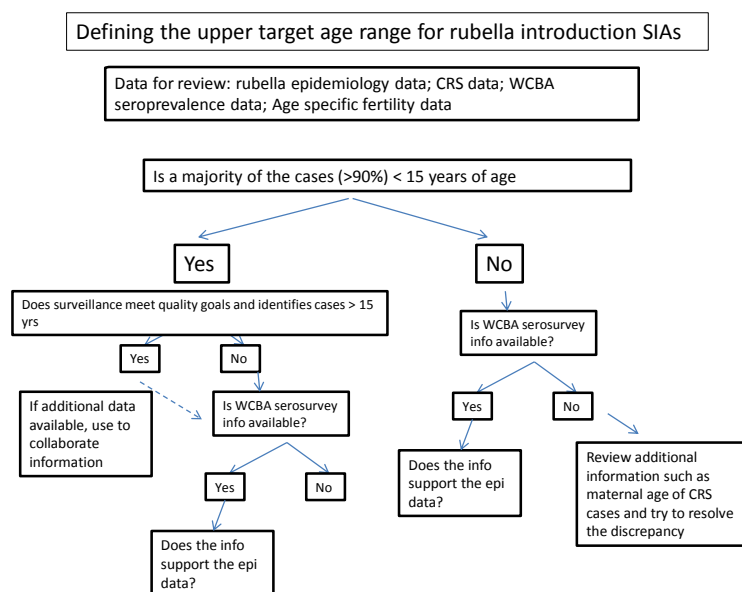 Defining the upper target age range for rubella introduction SIAs
Data for review: rubella epidemiology data; CRS data; WCBA
seroprevalence data; Age specific fertility data
Is a majority of the cases (>90%) < 15 years of age
Yes
No
Does surveillance meet quality goals and identifies cases > 15
yrs
Is WCBA serosurvey
info available?
Yes
No
If additional data
available, use to
collaborate
information
Is WCBA serosurvey
info available?
Yes
No
Does the info
support the epi
data?
Review additional
information such as
maternal age of CRS
cases and try to resolve
the discrepancy
Yes
No
Does the info
support the epi
data?